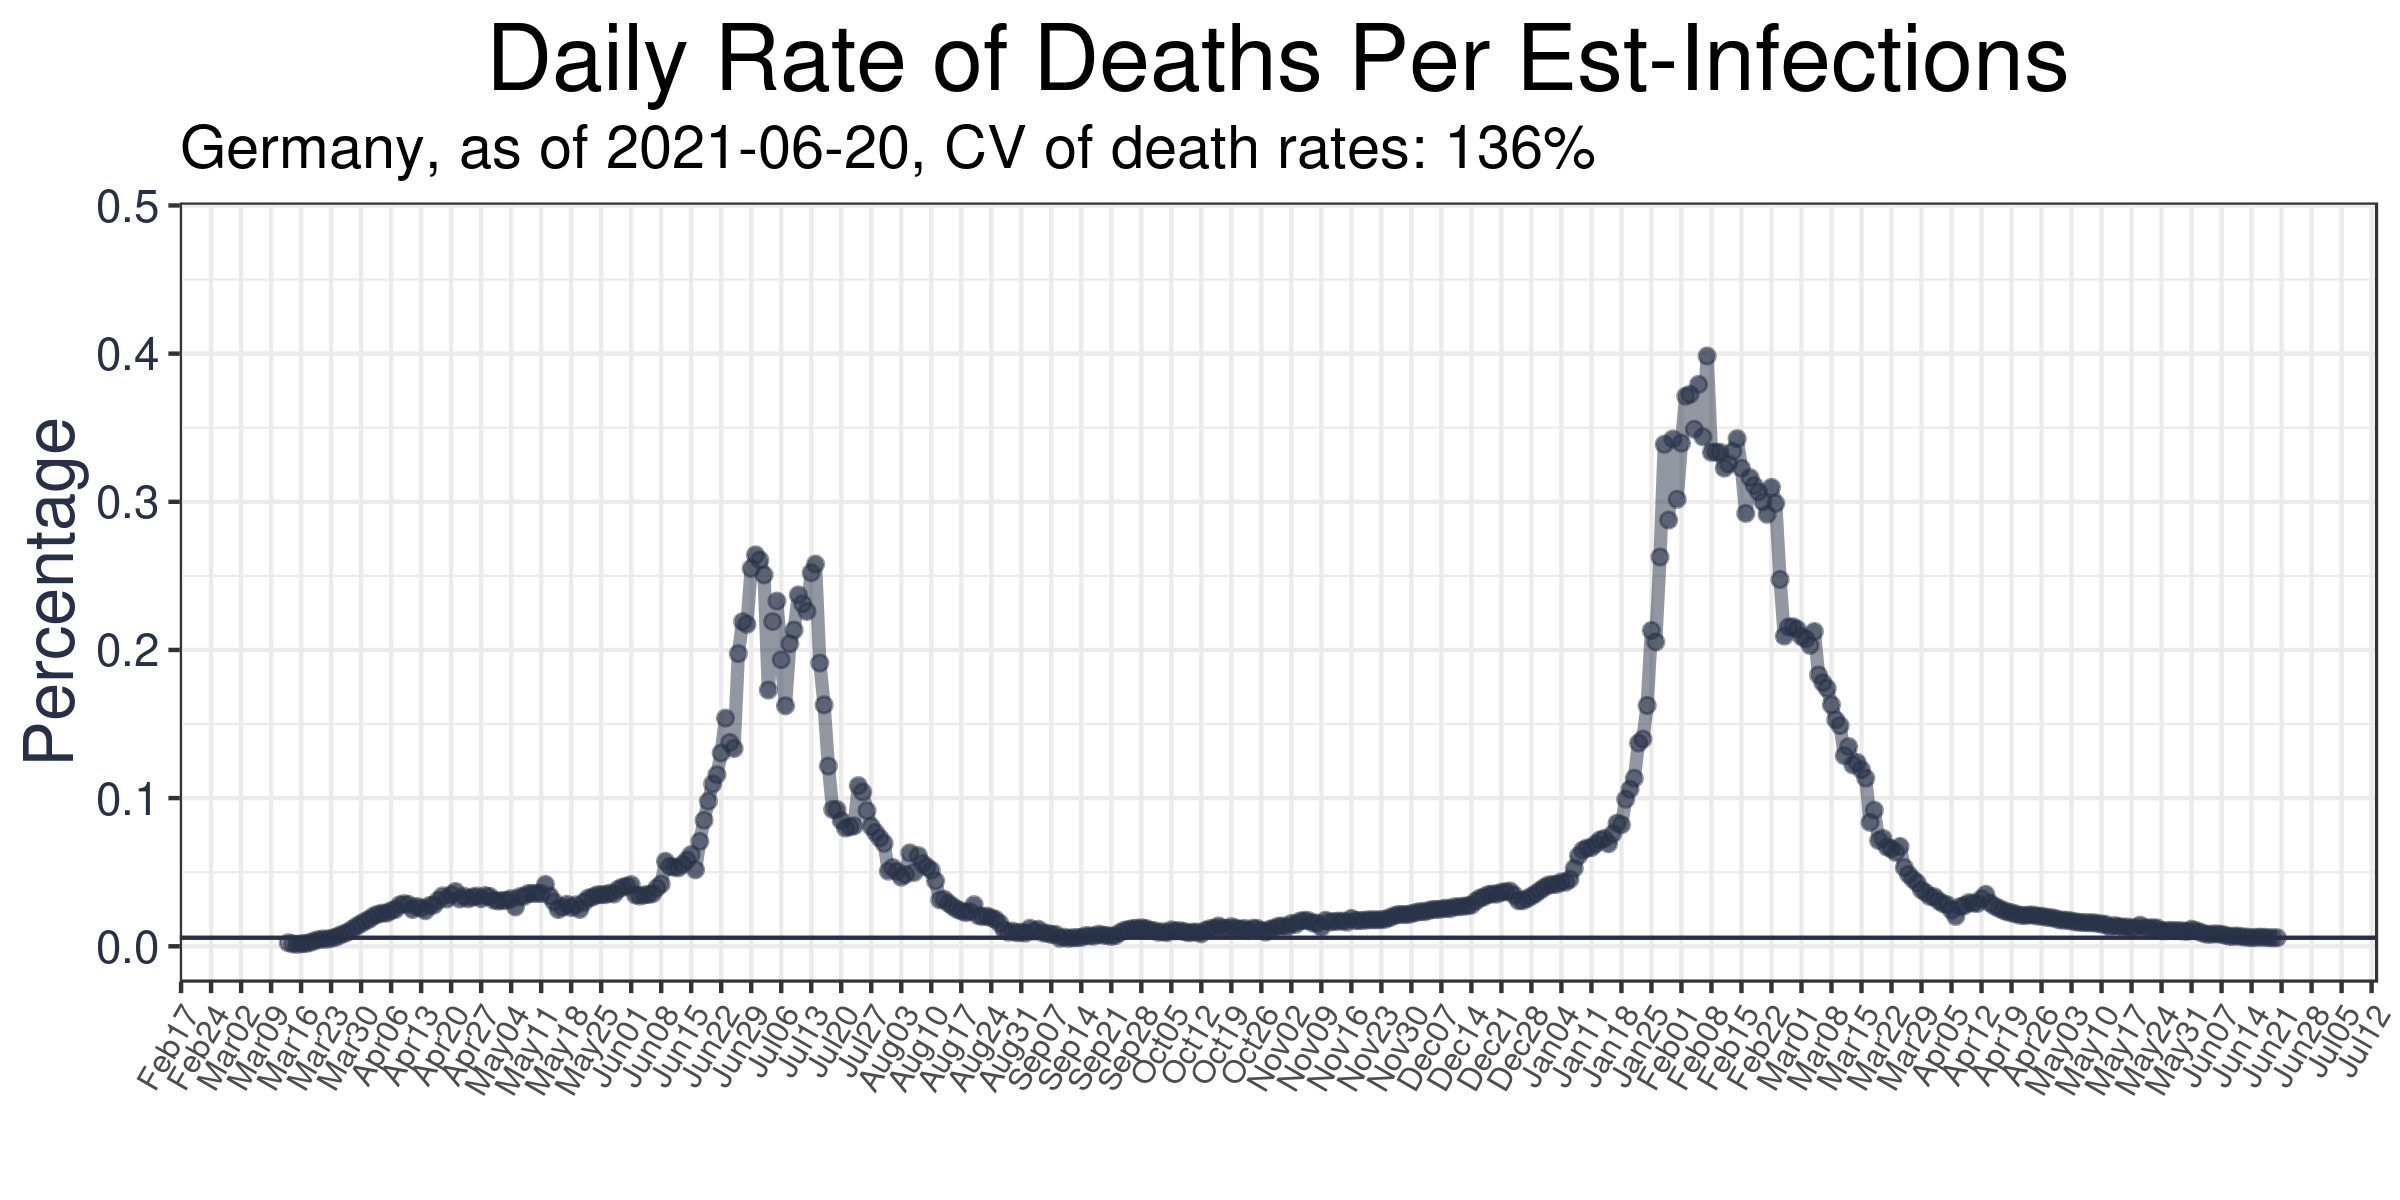 Daily Rate of Deaths Per Est-Infections
Germany, as of 2021-06-20, CV of death rates: 136%
Percentage
0.5
0.4
0.3
0.2
0.1
0.0
Feb17
Feb24
Mar02
Mar09
Mar16
Mar23
Mar30
Apr06
Apr13
Apr20
Apr27
May04
May11
May18
May25
Jun01
Jun08
Jun15
Jun22
Jun29
Jul06
Jul13
Jul20
Jul27
Aug03
Aug10
Aug17
Aug24
Aug31
Sep07
Sep14
Sep21
Sep28
Oct05
Oct12
Oct19
Oct26
Nov02
Nov09
Nov16
Nov23
Nov30
Dec07
Dec14
Dec21
Dec28
Jan04
Jan11
Jan18
Jan25
Feb01
Feb08
Feb15
Feb22
Mar01
Mar08
Mar15
Mar22
Mar29
Apr05
Apr12
Apr19
Apr26
May03
May10
May17
May24
May31
Jun07
Jun14
Jun21
Jun28
Jul05
Jul12